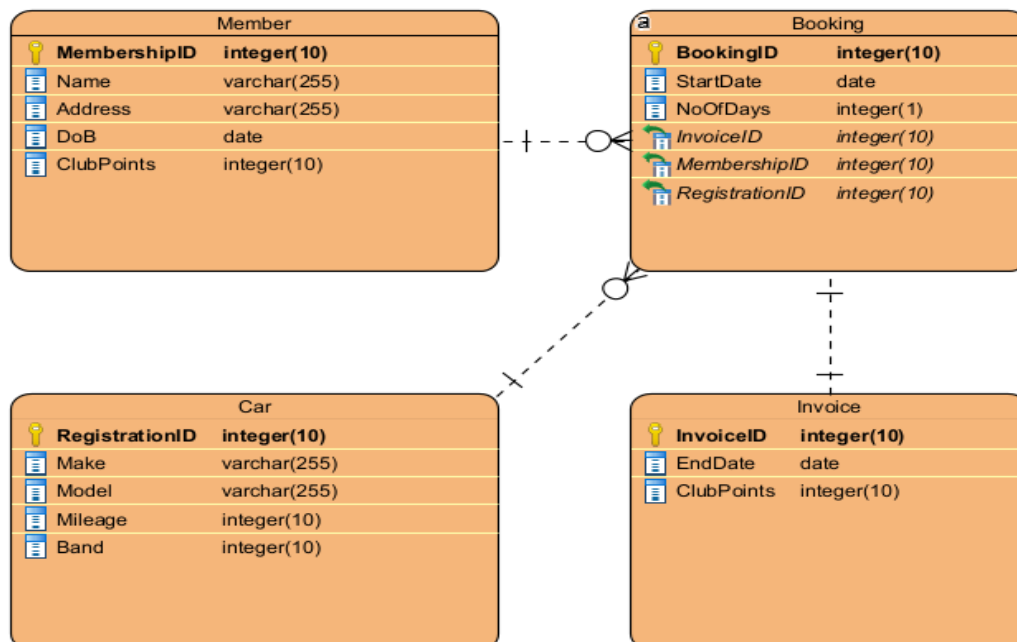 Member
MembershipID integer(10)
Name varchar(255)
Address varchar(255)
DoB date
ClubPoints integer(10)
a
Booking
BookingID integer(10)
StartDate date
NoOfDays integer(1)
InvoiceID integer(10)
MembershipID integer(10)
RegistrationID integer(10)
Car
RegistrationID integer(10)
Make varchar(255)
Model varchar(255)
Mileage integer(10)
Band integer(10)
Invoice
InvoiceID integer(10)
EndDate date
ClubPoints integer(10)